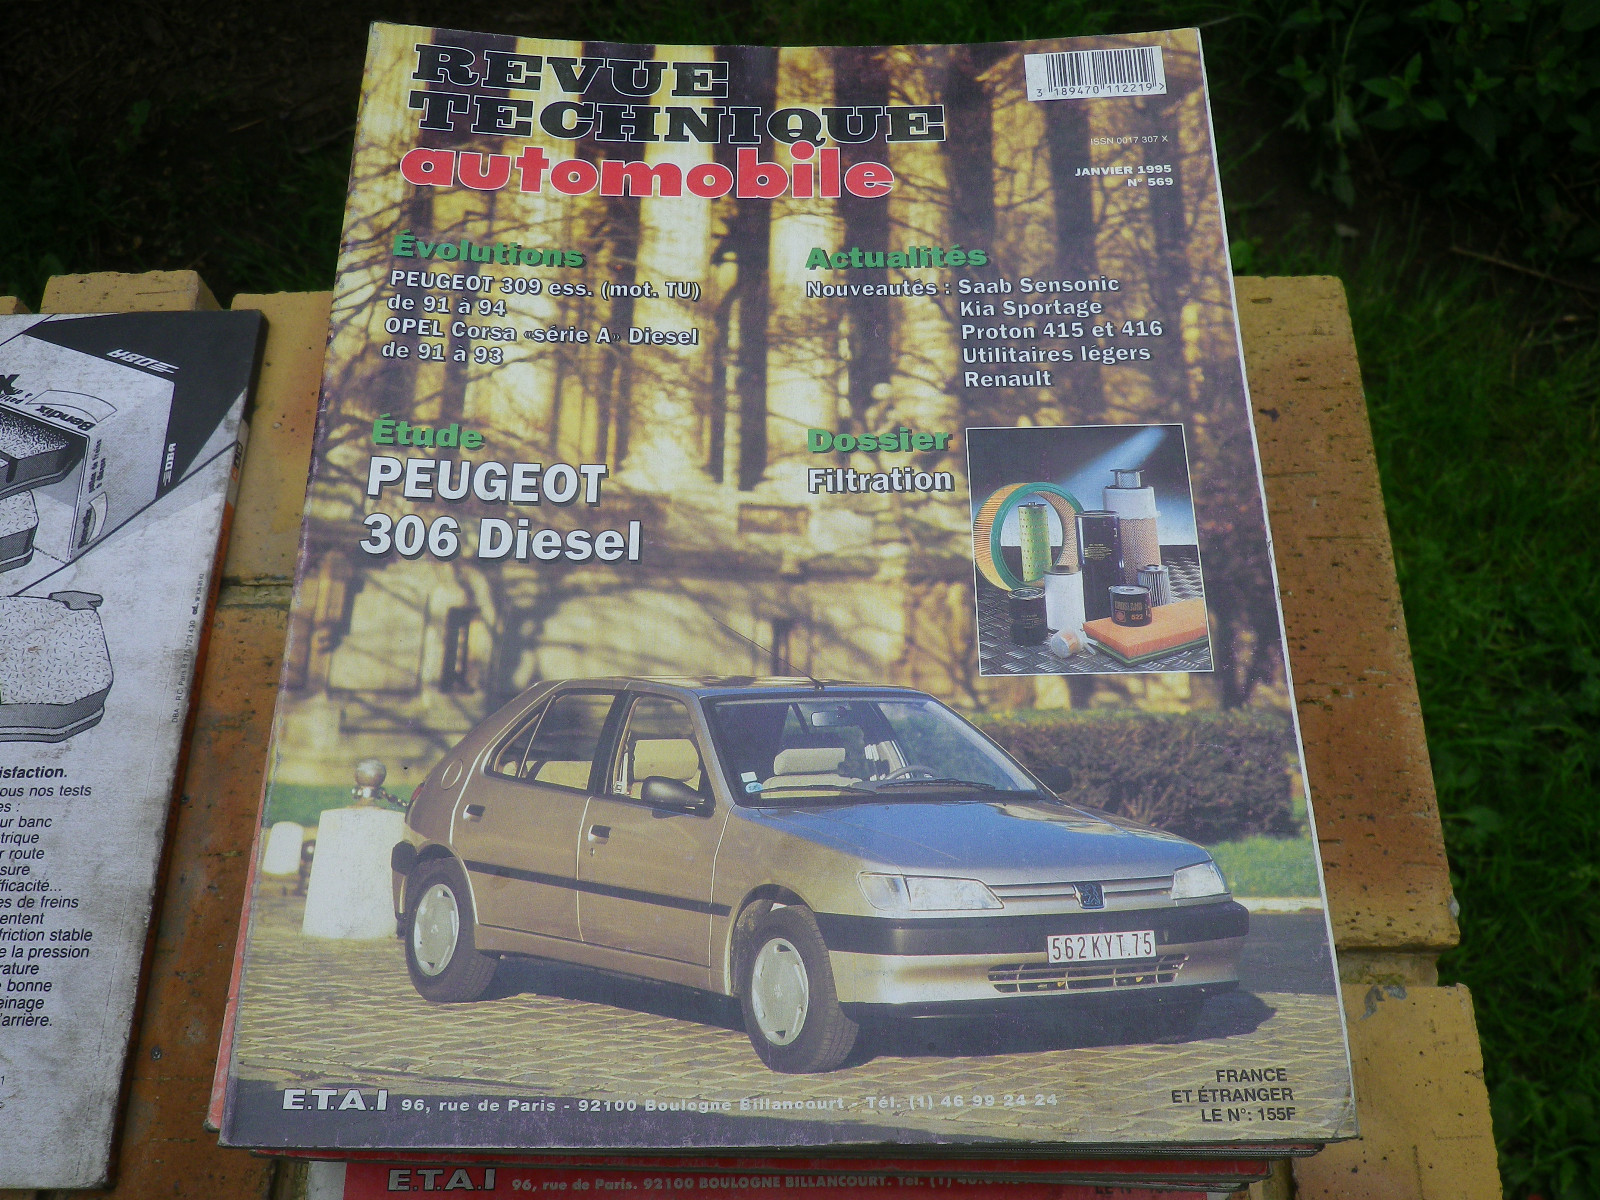 REVUE
TECHNIQUE
automobile
3 189470 112219 >
ISSN 0017 307 X
JANVIER 1995
N° 569
Évolutions
PEUGEOT 309 ess. (mot. TU)
de 91 à 94
OPEL Corsa «série A» Diesel
de 91 à 93
Actualités
Nouveautés : Saab Sensonic
Kia Sportage
Proton 415 et 416
Utilitaires legers
Renault
Étude
PEUGEOT
306 Diesel
Dossier
Filtration
562 KYT. 75
FRANCE
ET ÉTRANGER
LE N°: 155F
E.T.A.I 96, rue de Paris - 92100 Boulogne Billancourt - Tél. (1) 46 99 24 24
E.T.A.I 96, rue de Paris. 92100 BOULOGNE BILLANCOURT. Tél. (1)
Bendix
DBA
isfaction.
ous nos tests
es :
ur banc
trique
r route
sure
fficacité...
es de freins
entent
friction stable
e la pression
rature
e bonne
einage
l'arrière.